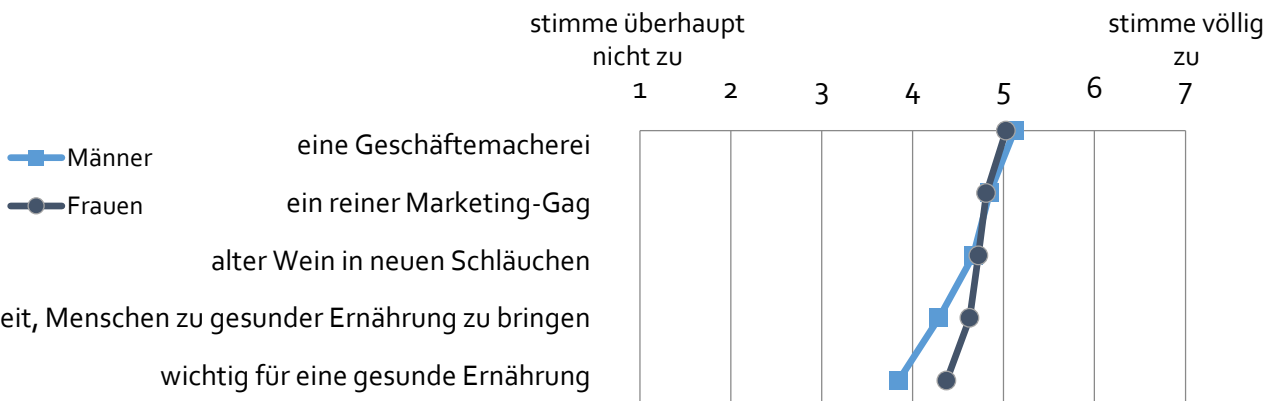 stimme überhaupt
nicht zu
stimme völlig
zu
1 2 3 4 5 6 7
Männer
Frauen
eine Geschäftemacherei
ein reiner Marketing-Gag
alter Wein in neuen Schläuchen
eit, Menschen zu gesunder Ernährung zu bringen
wichtig für eine gesunde Ernährung